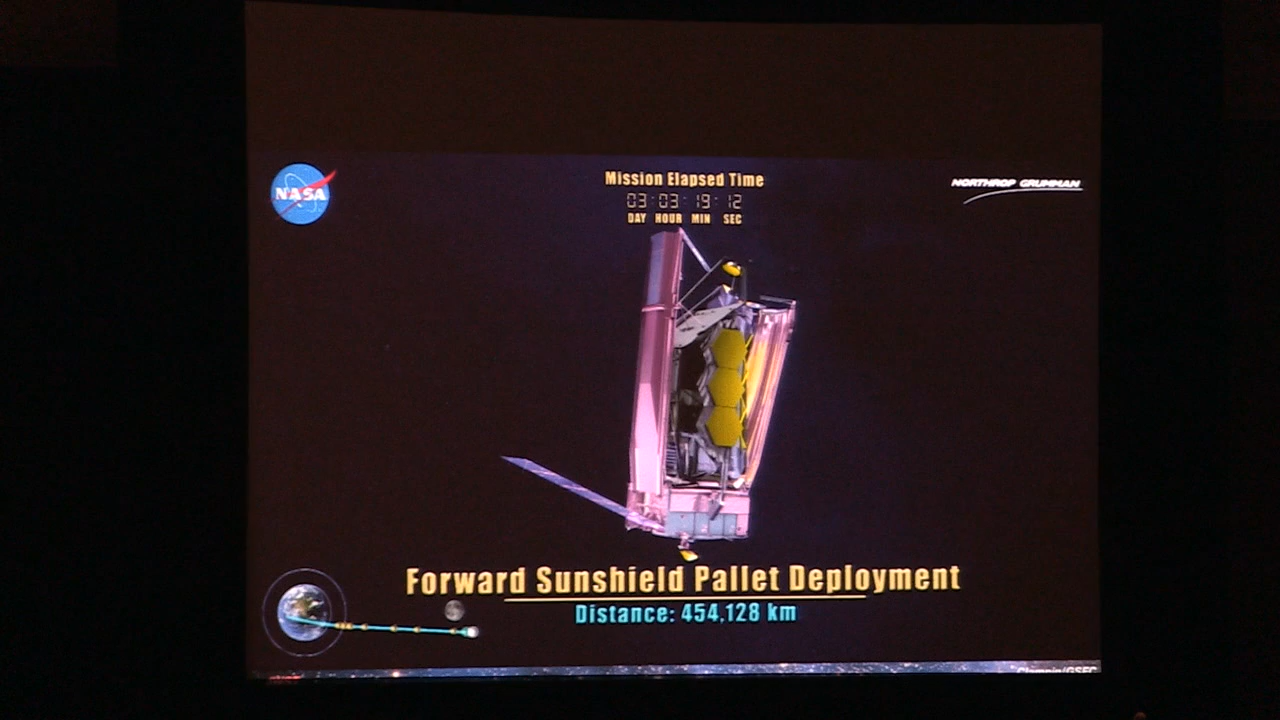 NASA
Mission Elapsed Time
03:03:19:12
DAY HOUR MIN SEC
NORTHROP GRUMMAN
Forward Sunshield Pallet Deployment
Distance: 454,128 km